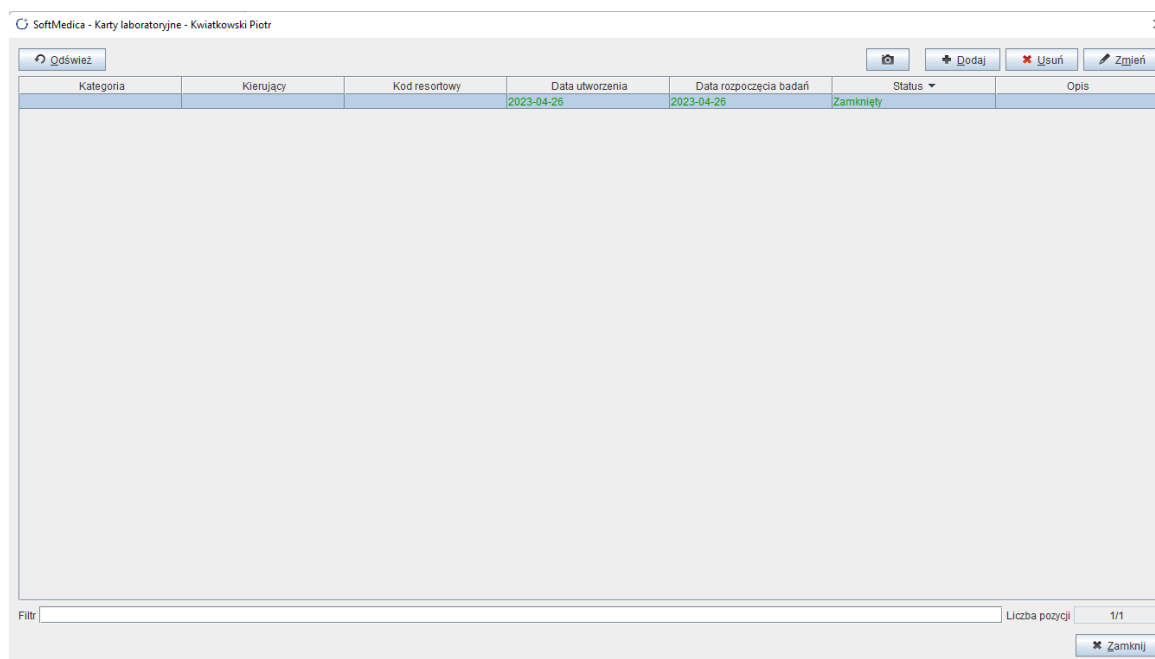 SoftMedica - Karty laboratoryjne - Kwiatkowski Piotr
Odśwież Dodaj Usuń Zmień
Kategoria Kierujący Kod resortowy Data utworzenia Data rozpoczęcia badań Status Opis
2023-04-26 2023-04-26 Zamknięty
Filtr Liczba pozycji 1/1
Zamknij